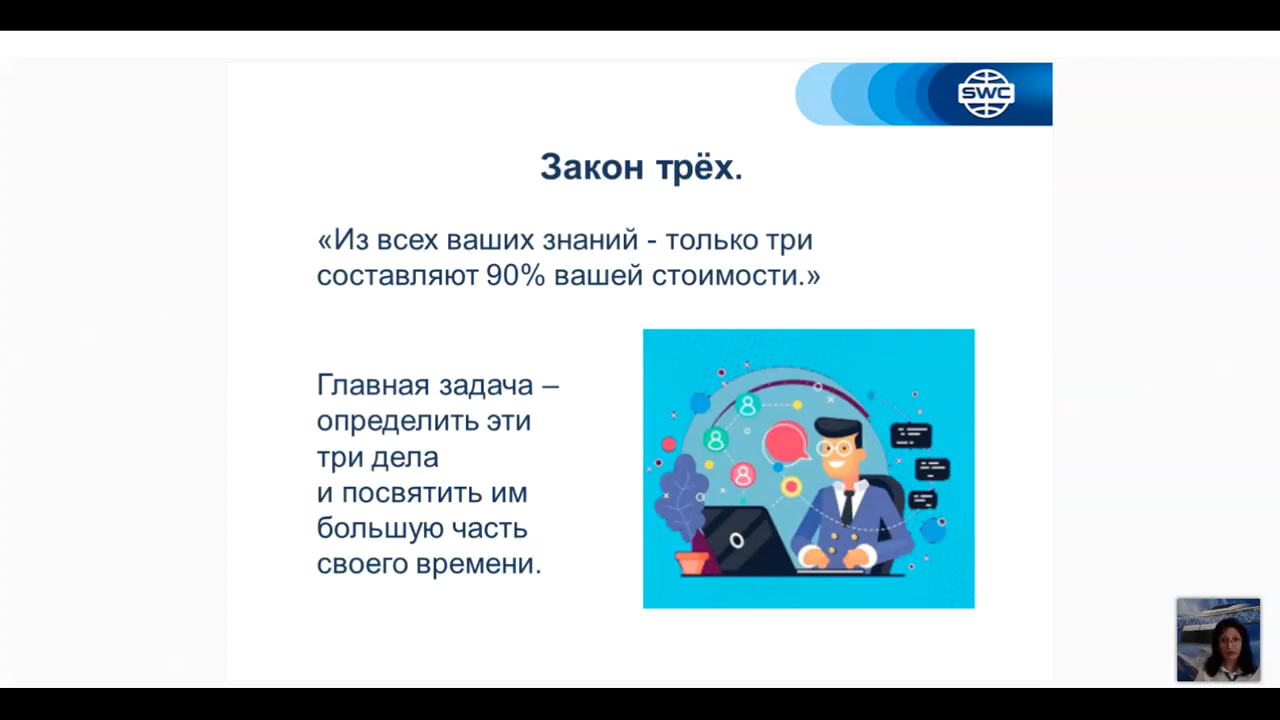 SWC
Закон трёх.
«Из всех ваших знаний - только три
составляют 90% вашей стоимости.»
Главная задача –
определить эти
три дела
и посвятить им
большую часть
своего времени.